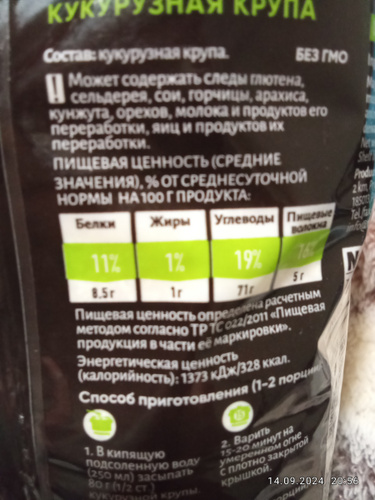 КУКУРУЗНАЯ КРУПА
Состав: кукурузная крупа. БЕЗ ГМО
! Может содержать следы глютена,
сельдерея, сои, горчицы, арахиса,
кунжута, орехов, молока и продуктов его
переработки, яиц и продуктов их
переработки.
ПИЩЕВАЯ ЦЕННОСТЬ (СРЕДНИЕ
ЗНАЧЕНИЯ), % ОТ СРЕДНЕСУТОЧНОЙ
НОРМЫ НА 100 Г ПРОДУКТА:
Белки Жиры Углеводы Пищевые
волокна
11% 1% 19% 16%
8,5 г 1 г 71 г 5 г
Пищевая ценность определена расчетным
методом согласно ТР ТС 022/2011 «Пищевая
продукция в части её маркировки».
Энергетическая ценность
(калорийность): 1373 кДж/328 ккал.
Способ приготовления (1–2 порции
1. В кипящую
подсоленную воду
(250 мл) засыпать
80 г (1/2 ст.)
кукурузной крупы
2. Варить
15-20 минут на
умеренном огне
с плотно закрытой
крышкой.
14.09.2024 20:56